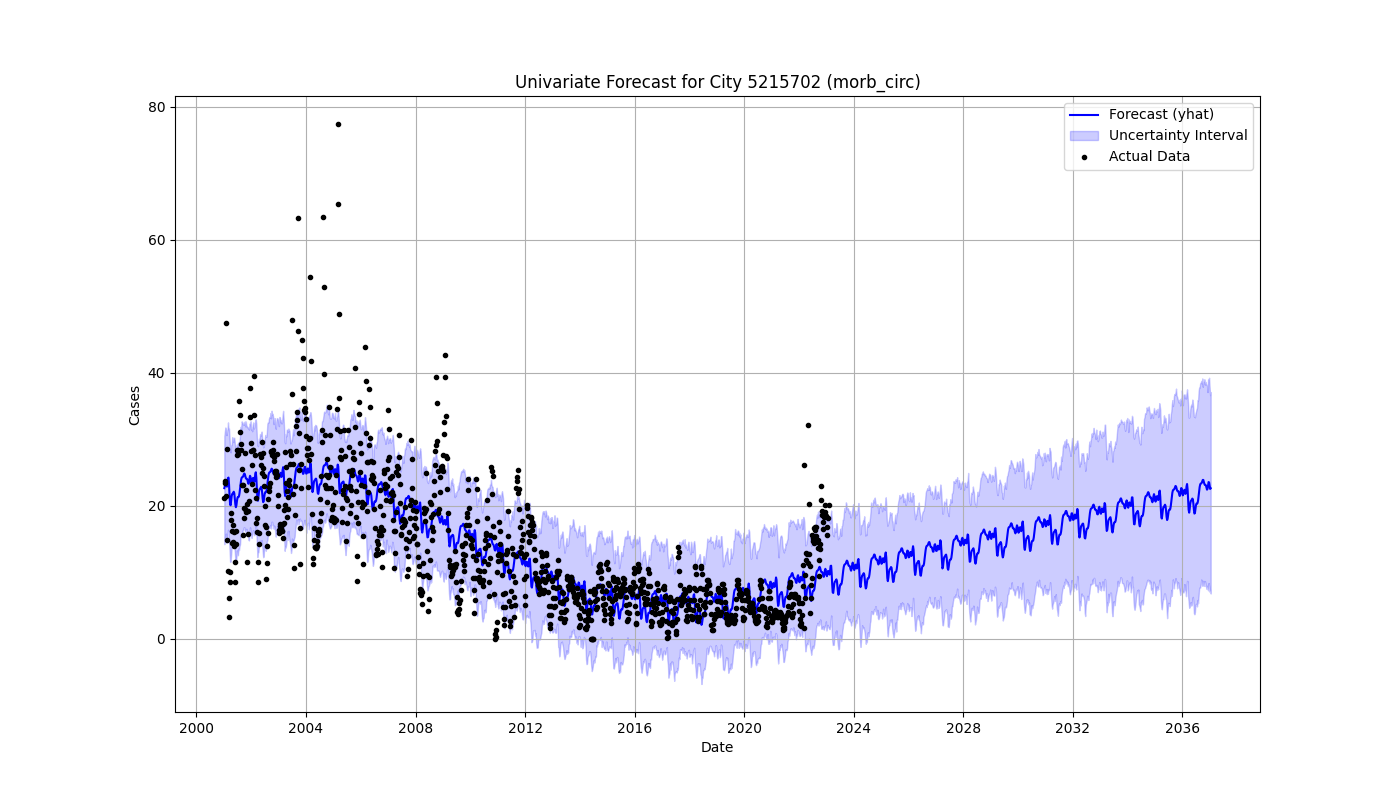 Univariate Forecast for City 5215702 (morb_circ)
Forecast (yhat)
Uncertainty Interval
Actual Data
80
60
40
20
0
Cases
2000 2004 2008 2012 2016 2020 2024 2028 2032 2036
Date